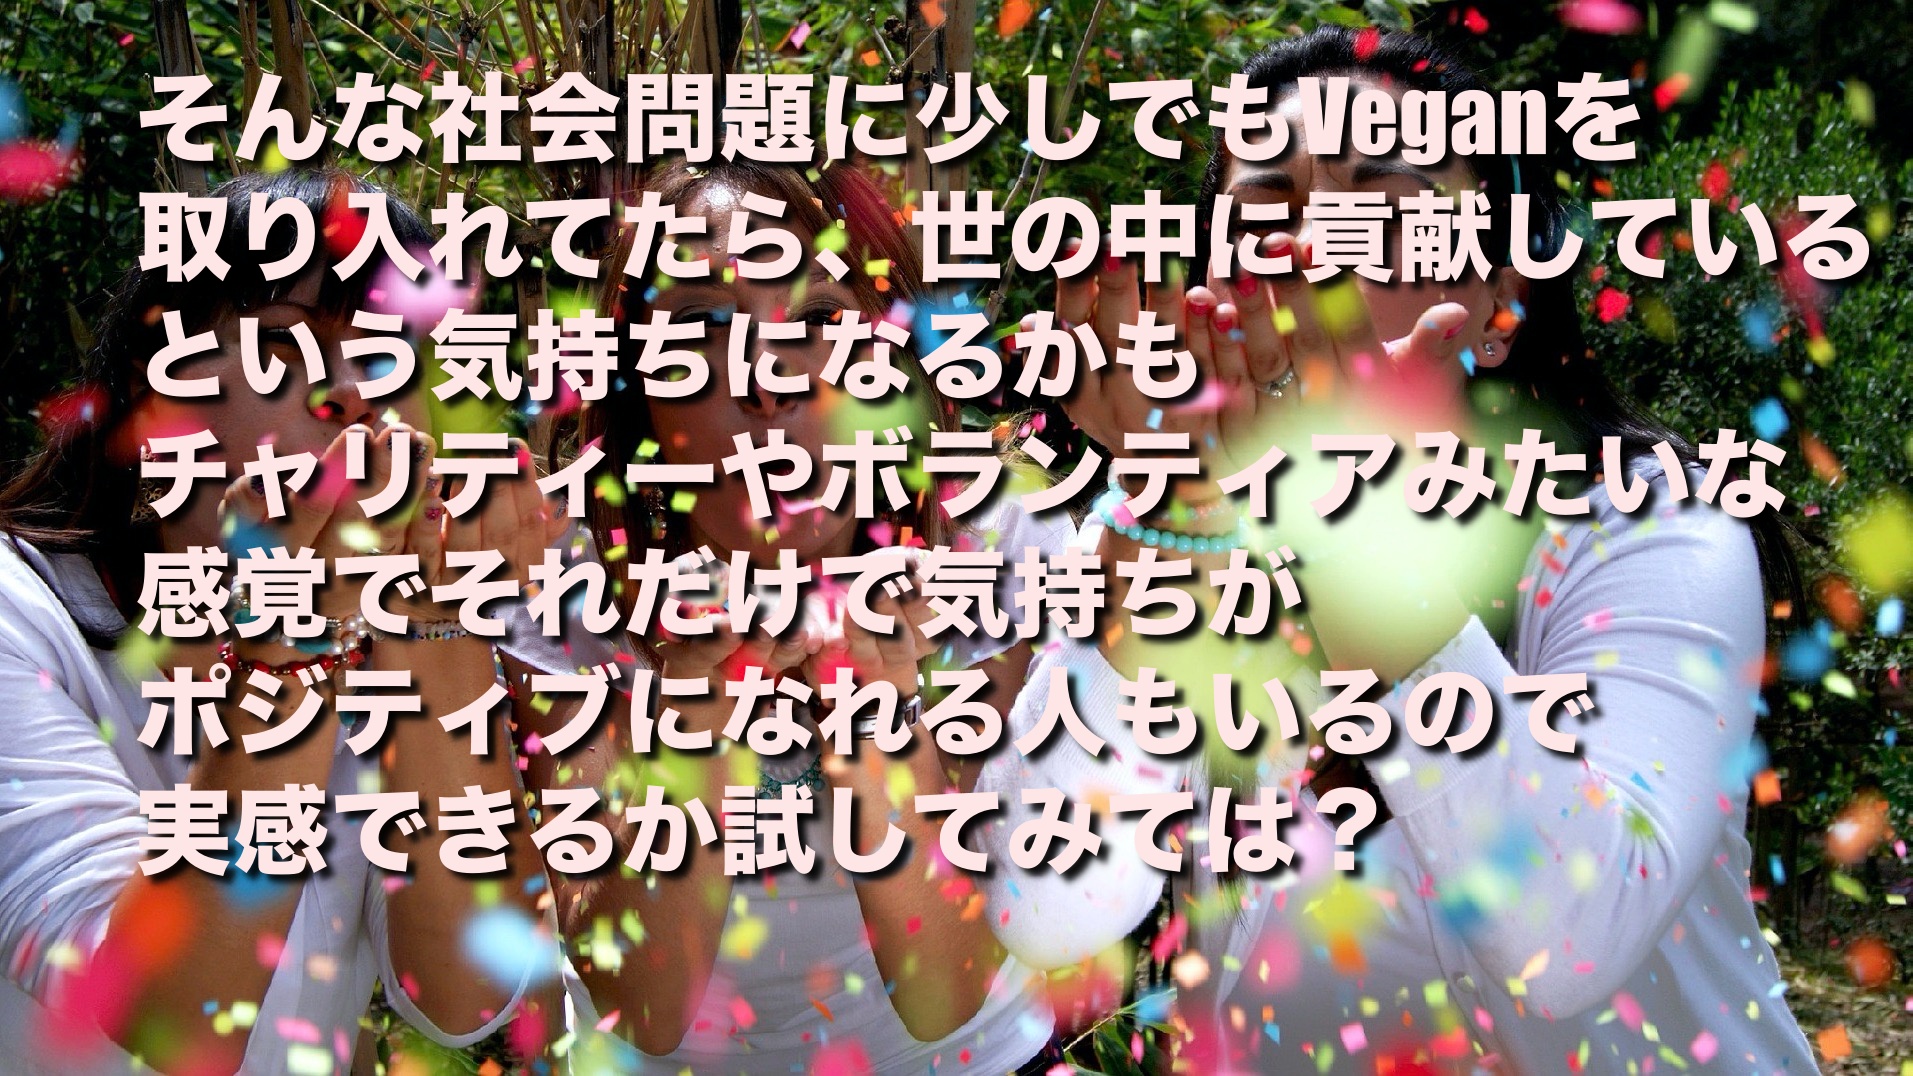 そんな社会問題に少しでもVeganを
取り入れてたら、世の中に貢献している
という気持ちになるかも
チャリティーやボランティアみたいな
感覚でそれだけで気持ちが
ポジティブになれる人もいるので
実感できるか試してみては？